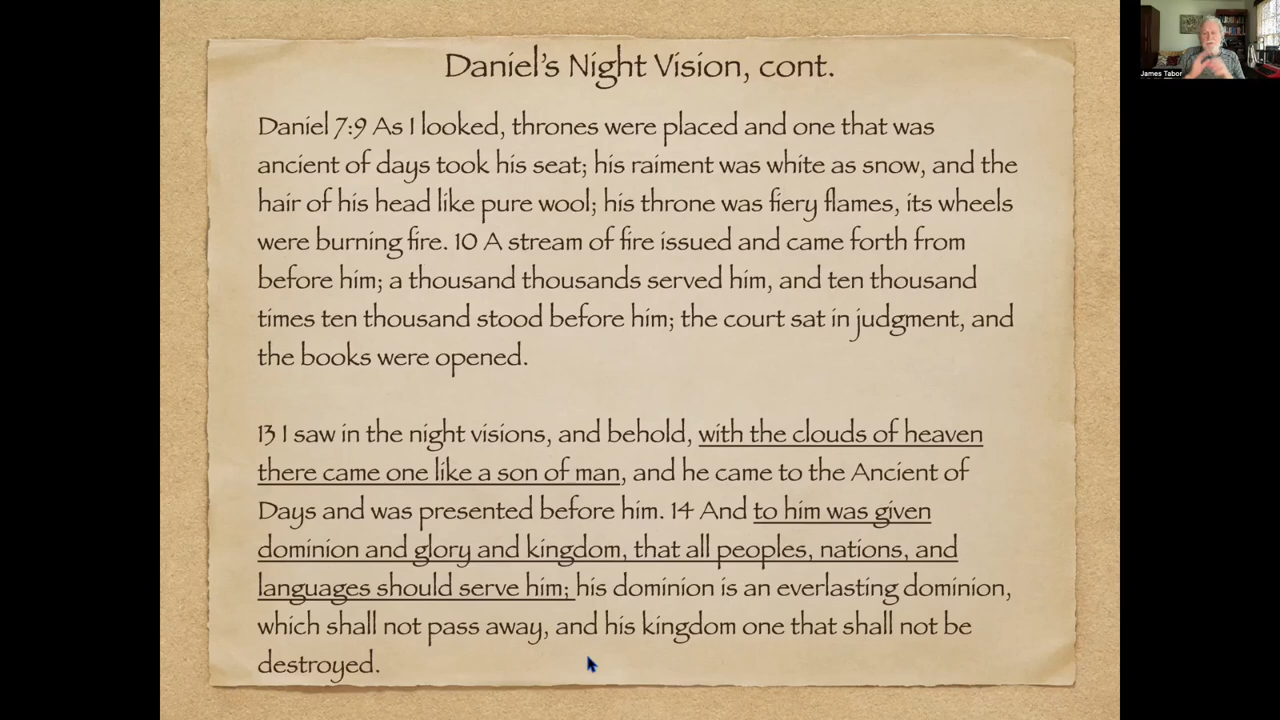 Daniel's Night Vision, cont.
Daniel 7:9 As I looked, thrones were placed and one that was
ancient of days took his seat; his raiment was white as snow, and the
hair of his head like pure wool; his throne was fiery flames, its wheels
were burning fire. 10 A stream of fire issued and came forth from
before him; a thousand thousands served him, and ten thousand
times ten thousand stood before him; the court sat in judgment, and
the books were opened.
13 I saw in the night visions, and behold, with the clouds of heaven
there came one like a son of man, and he came to the Ancient of
Days and was presented before him. 14 And to him was given
dominion and glory and kingdom, that all peoples, nations, and
languages should serve him; his dominion is an everlasting dominion,
which shall not pass away, and his kingdom one that shall not be
destroyed.
James Tabor